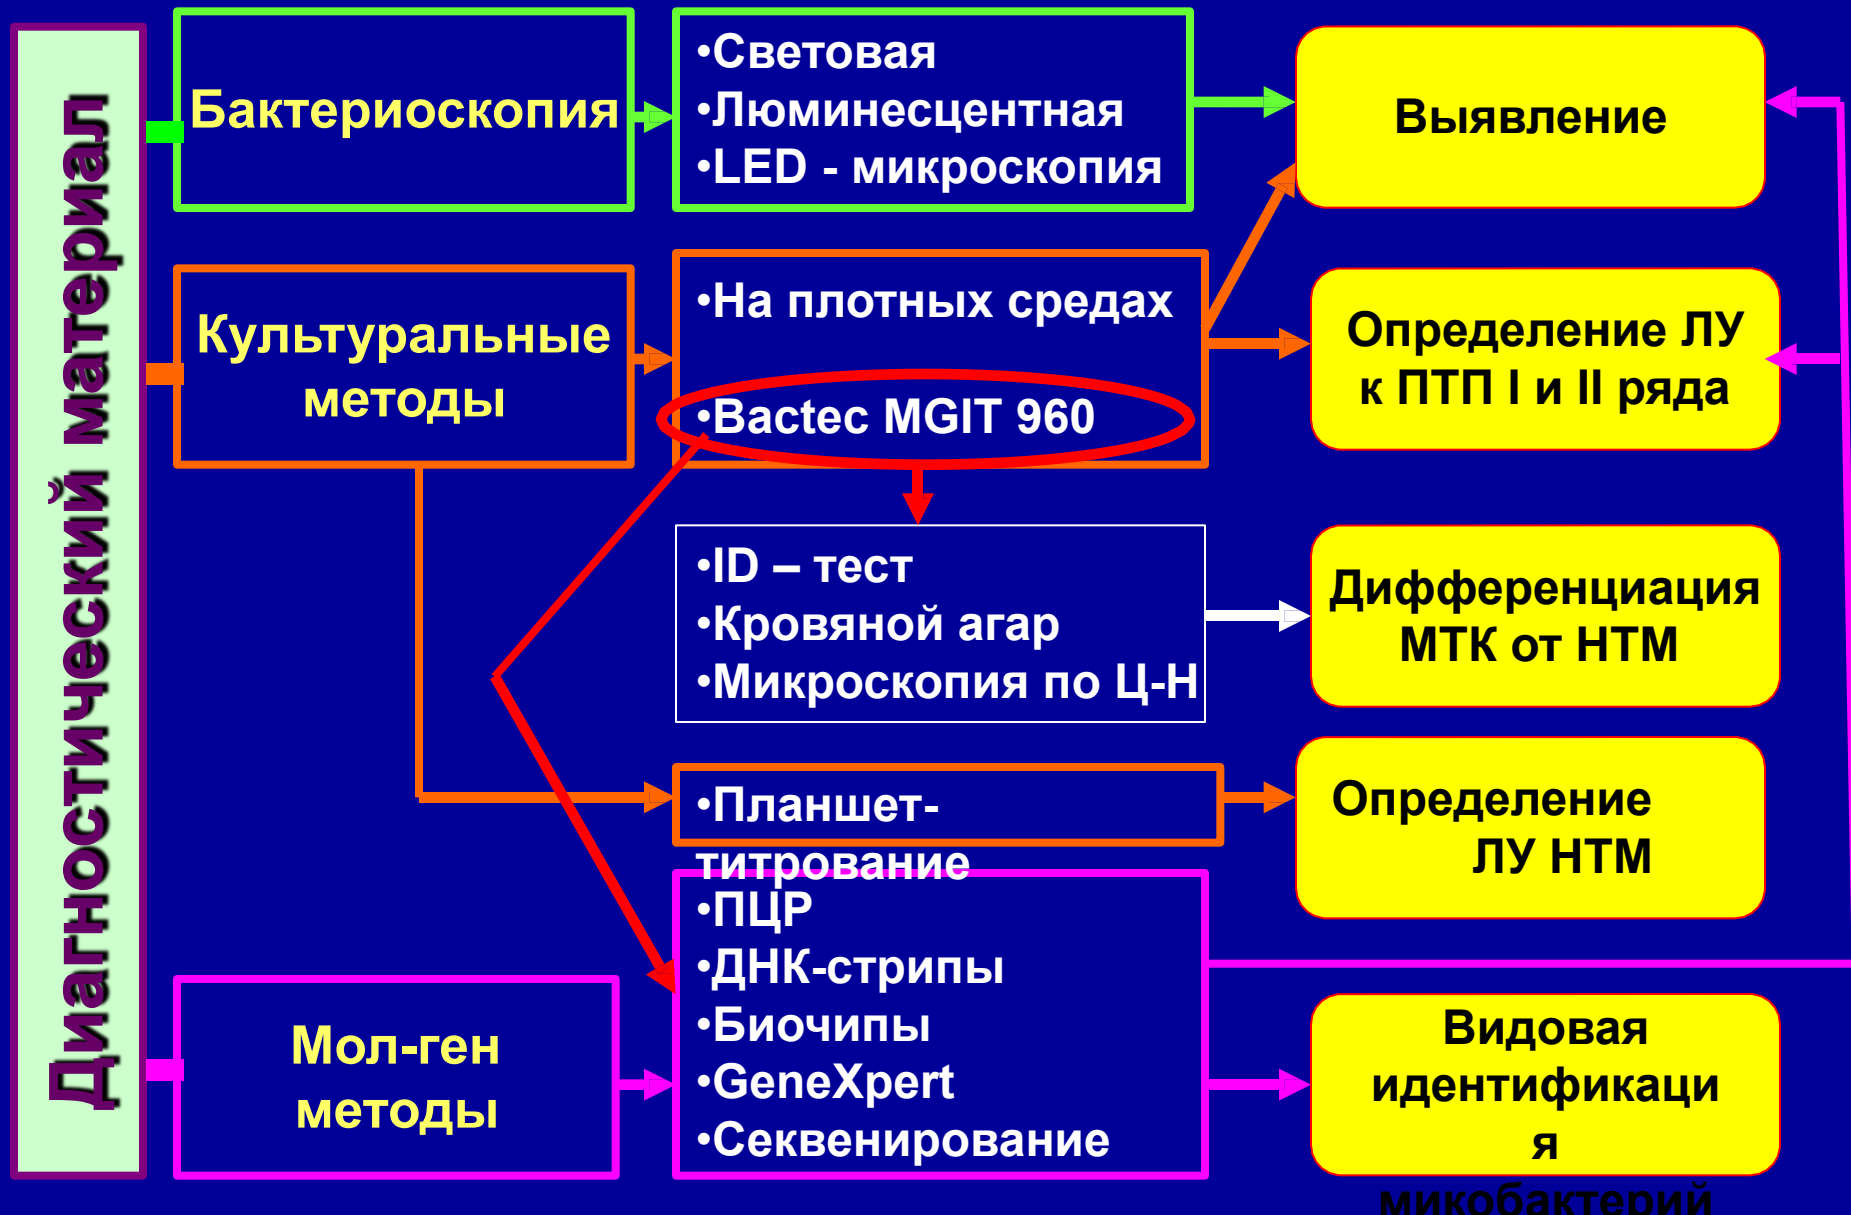 Диагностический материал
Бактериоскопия
•Световая
•Люминесцентная
•LED - микроскопия
Выявление
Культуральные
методы
•На плотных средах
•Bactec MGIT 960
Определение ЛУ
к ПТП I и II ряда
•ID – тест
•Кровяной агар
•Микроскопия по Ц-Н
Дифференциация
МТК от НТМ
•Планшет-
титрование
Определение
ЛУ НТМ
Мол-ген
методы
•ПЦР
•ДНК-стрипы
•Биочипы
•GeneXpert
•Секвенирование
Видовая
идентификаци
я
микобактерий